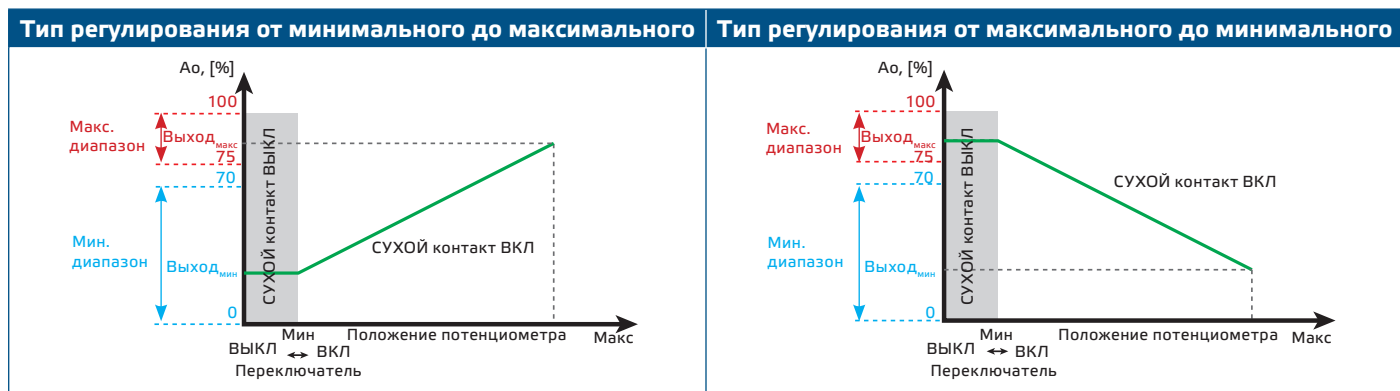 Тип регулирования от минимального до максимального
Ao, [%]
100
Макс.
диапазон
Выход макс
75
70
СУХОЙ контакт ВЫКЛ
СУХОЙ контакт ВКЛ
Мин.
диапазон
Выход мин
0
Мин
Положение потенциометра
Макс
ВЫКЛ ↔ ВКЛ
Переключатель
Тип регулирования от максимального до минимального
Ao, [%]
100
Макс.
диапазон
Выход макс
75
70
СУХОЙ контакт ВЫКЛ
СУХОЙ контакт ВКЛ
Мин.
диапазон
Выход мин
0
Мин
Положение потенциометра
Макс
ВЫКЛ ↔ ВКЛ
Переключатель